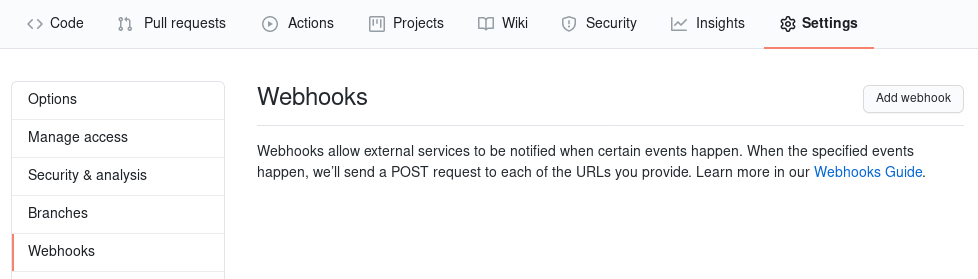 Code Pull requests Actions Projects Wiki Security Insights Settings
Options
Manage access
Security & analysis
Branches
Webhooks
Webhooks
Add webhook
Webhooks allow external services to be notified when certain events happen. When the specified events
happen, we’ll send a POST request to each of the URLs you provide. Learn more in our Webhooks Guide.